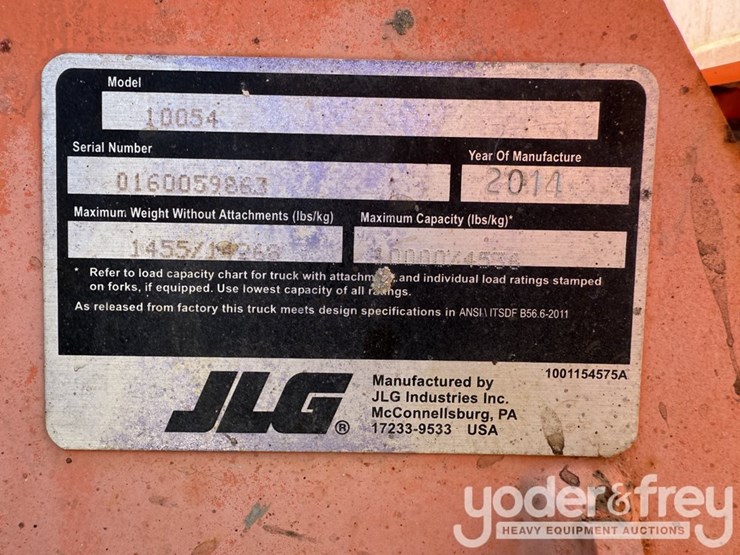 Model
10054
Serial Number
Year Of Manufacture
0160059863
2014
Maximum Weight Without Attachments (lbs/kg)
Maximum Capacity (lbs/kg)*
10000/4536
* Refer to load capacity chart for truck with and individual load ratings stamped
on forks, if equipped. Use lowest capacity of all
As released from factory this truck meets design specifications in ANSI \ ITSDF B56.6-2011
1001154575A
JLG®
Manufactured by
JLG Industries Inc.
McConnellsburg, PA
17233-9533 USA
yoder&frey
HEAVY EQUIPMENT AUCTIONS